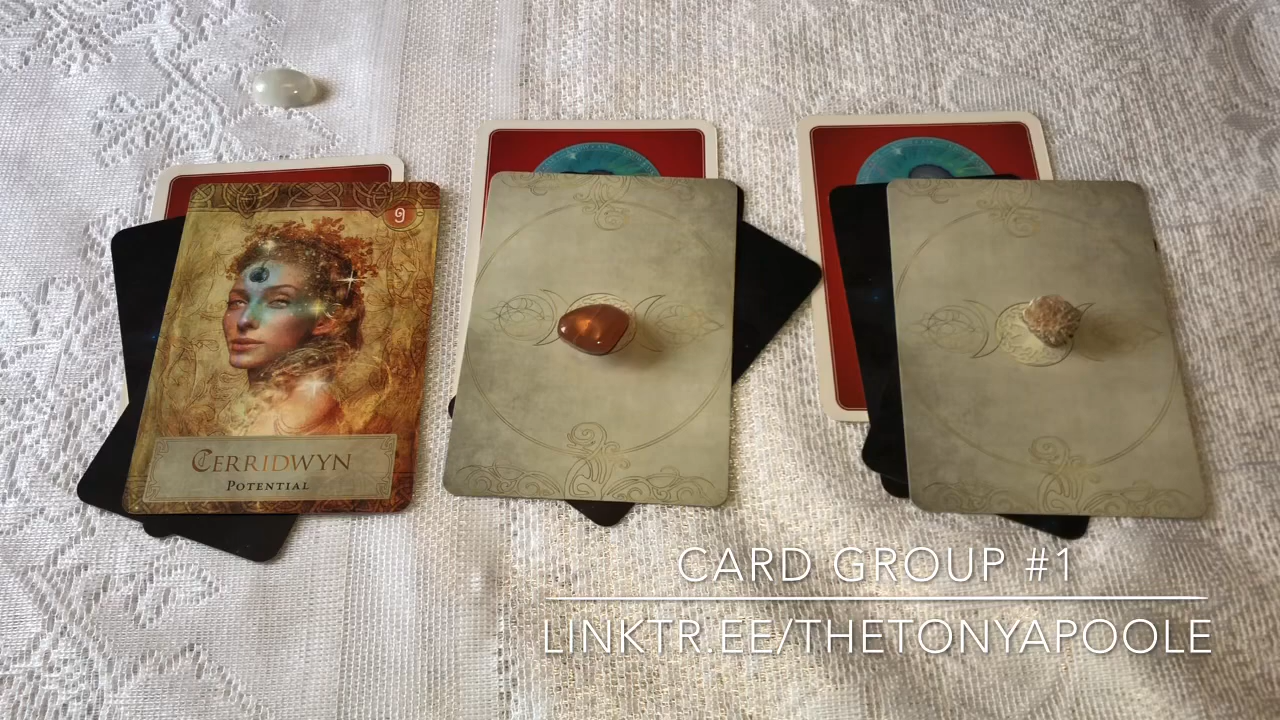 9
CERRIDWYN
POTENTIAL
CARD GROUP #1
LINKTR.EE/THETONYAPOOLE